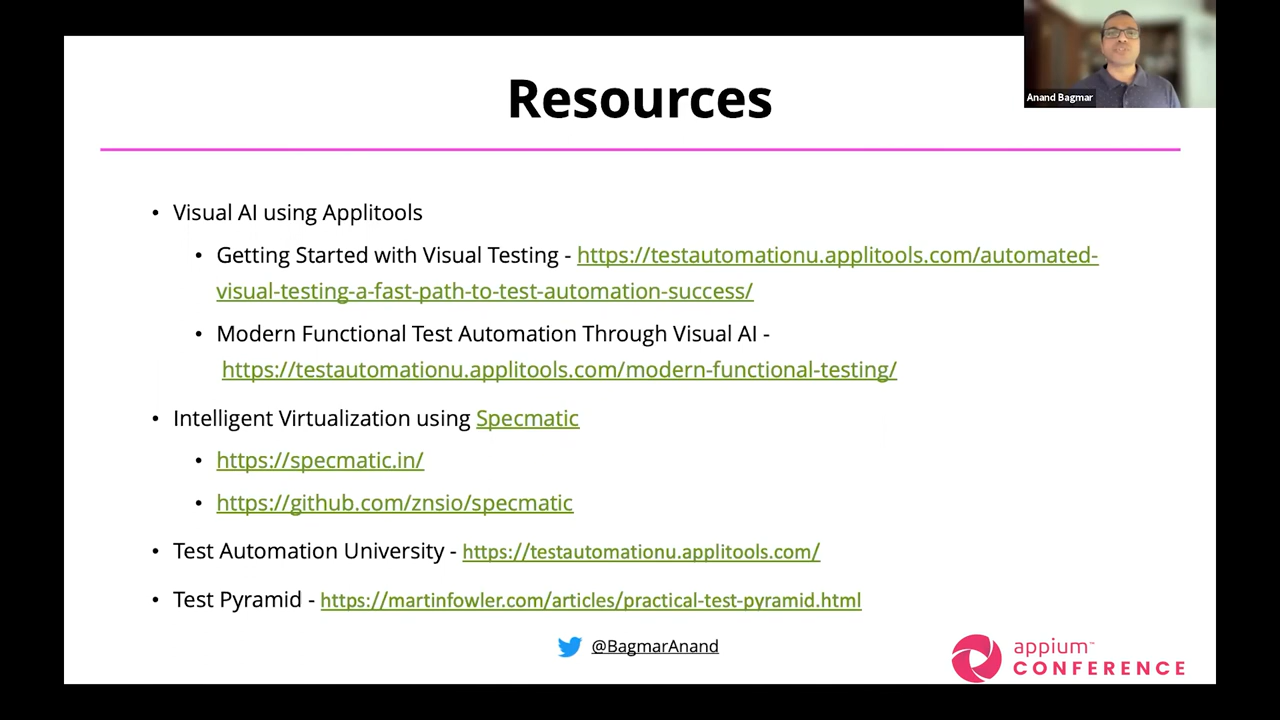 Resources
Anand Bagmar
• Visual AI using Applitools
• Getting Started with Visual Testing - https://testautomationu.applitools.com/automated-
visual-testing-a-fast-path-to-test-automation-success/
• Modern Functional Test Automation Through Visual AI -
https://testautomationu.applitools.com/modern-functional-testing/
• Intelligent Virtualization using Specmatic
• https://specmatic.in/
• https://github.com/znsio/specmatic
• Test Automation University - https://testautomationu.applitools.com/
• Test Pyramid - https://martinfowler.com/articles/practical-test-pyramid.html
@BagmarAnand
appium™
CONFERENCE